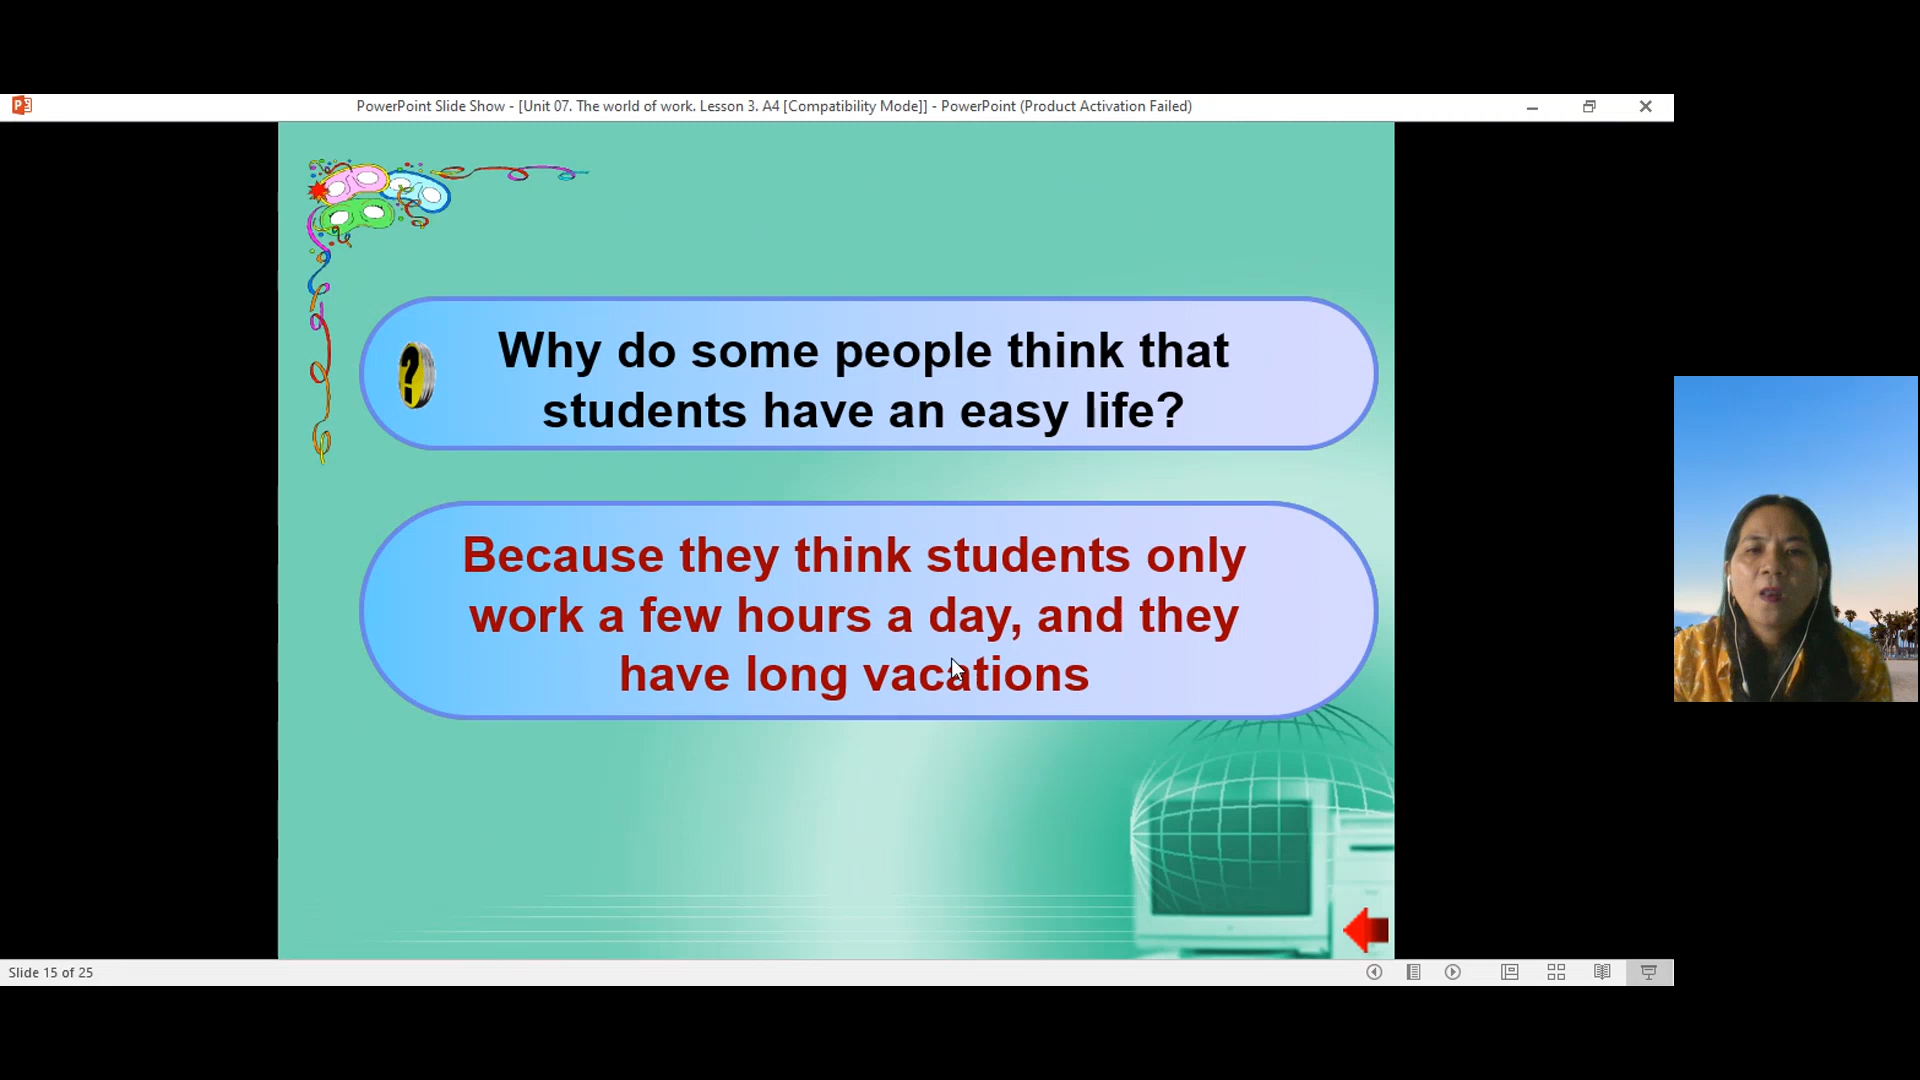 PowerPoint Slide Show - [Unit 07. The world of work. Lesson 3. A4 [Compatibility Mode]] - PowerPoint (Product Activation Failed)
Why do some people think that
students have an easy life?
Because they think students only
work a few hours a day, and they
have long vacations
Slide 15 of 25